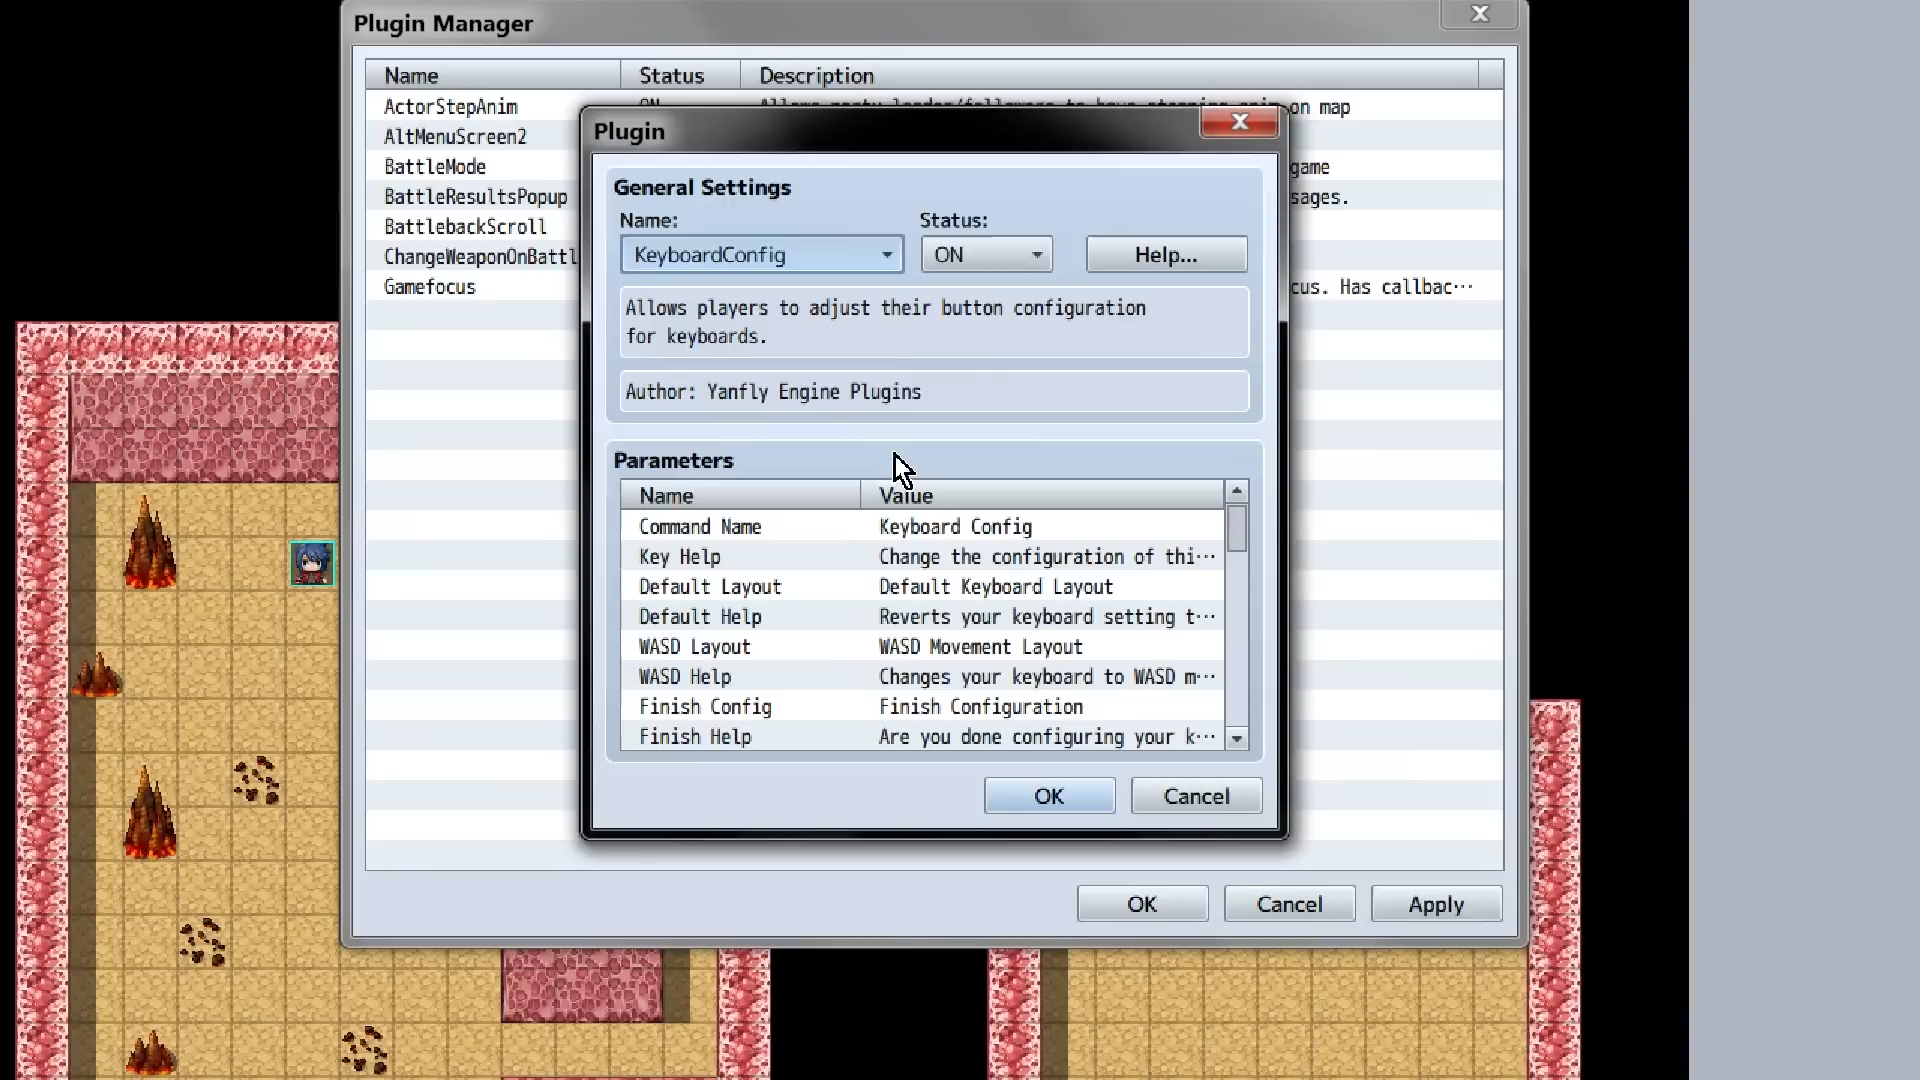 Plugin Manager
X
Name Status Description
ActorStepAnim on map
AltMenuScreen2
BattleMode game
BattleResultsPopup sages.
BattlebackScroll
ChangeWeaponOnBattl
Gamefocus cus. Has callbac…
Plugin
X
General Settings
Name: Status:
KeyboardConfig ON Help...
Allows players to adjust their button configuration
for keyboards.
Author: Yanfly Engine Plugins
Parameters
Name Value
Command Name Keyboard Config
Key Help Change the configuration of thi…
Default Layout Default Keyboard Layout
Default Help Reverts your keyboard setting t…
WASD Layout WASD Movement Layout
WASD Help Changes your keyboard to WASD m…
Finish Config Finish Configuration
Finish Help Are you done configuring your k…
OK Cancel
OK Cancel Apply